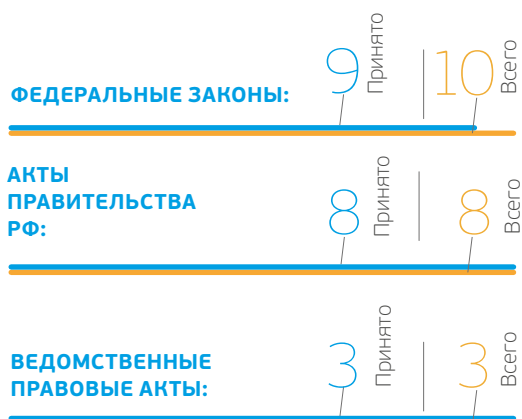 ФЕДЕРАЛЬНЫЕ ЗАКОНЫ:
9 Принято
10 Всего
АКТЫ
ПРАВИТЕЛЬСТВА
РФ:
8 Принято
8 Всего
ВЕДОМСТВЕННЫЕ
ПРАВОВЫЕ АКТЫ:
3 Принято
3 Всего